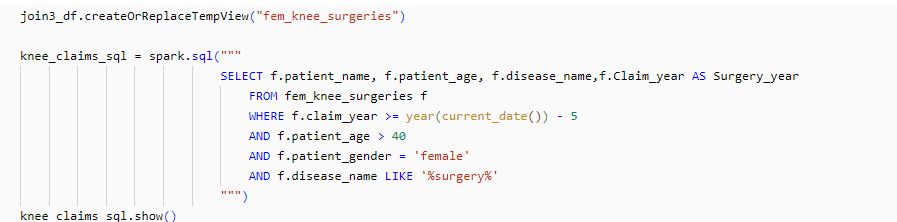 join3_df.createOrReplaceTempView("fem_knee_surgeries")
knee_claims_sql = spark.sql("""
SELECT f.patient_name, f.patient_age, f.disease_name,f.Claim_year AS Surgery_year
FROM fem_knee_surgeries f
WHERE f.claim_year >= year(current_date()) - 5
AND f.patient_age > 40
AND f.patient_gender = 'female'
AND f.disease_name LIKE '%surgery%'
""")
knee_claims_sql.show()